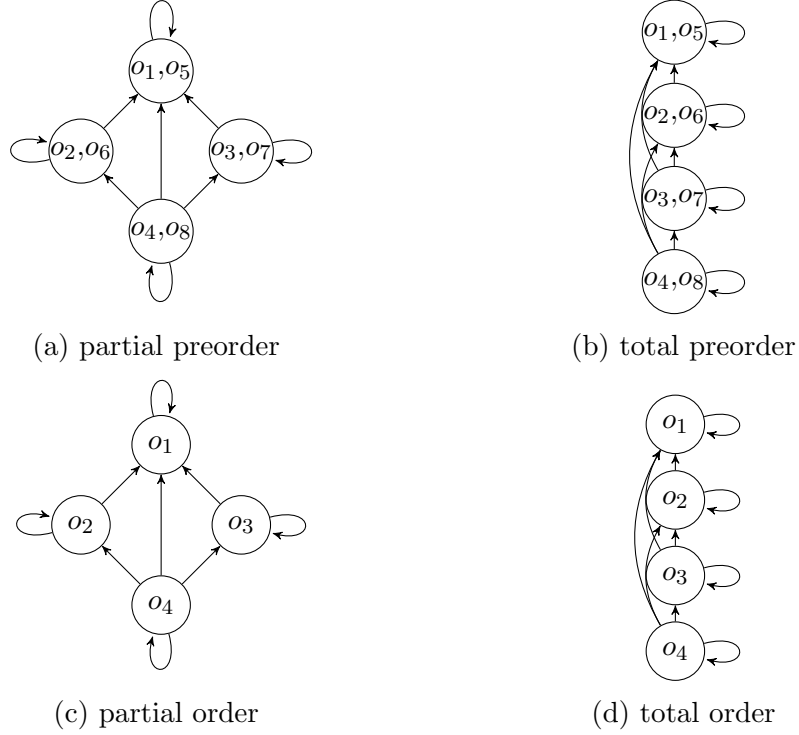 o₁,o₅
o₂,o₆
o₃,o₇
o₄,o₈
(a) partial preorder
o₁,o₅
o₂,o₆
o₃,o₇
o₄,o₈
(b) total preorder
o₁
o₂
o₃
o₄
(c) partial order
o₁
o₂
o₃
o₄
(d) total order